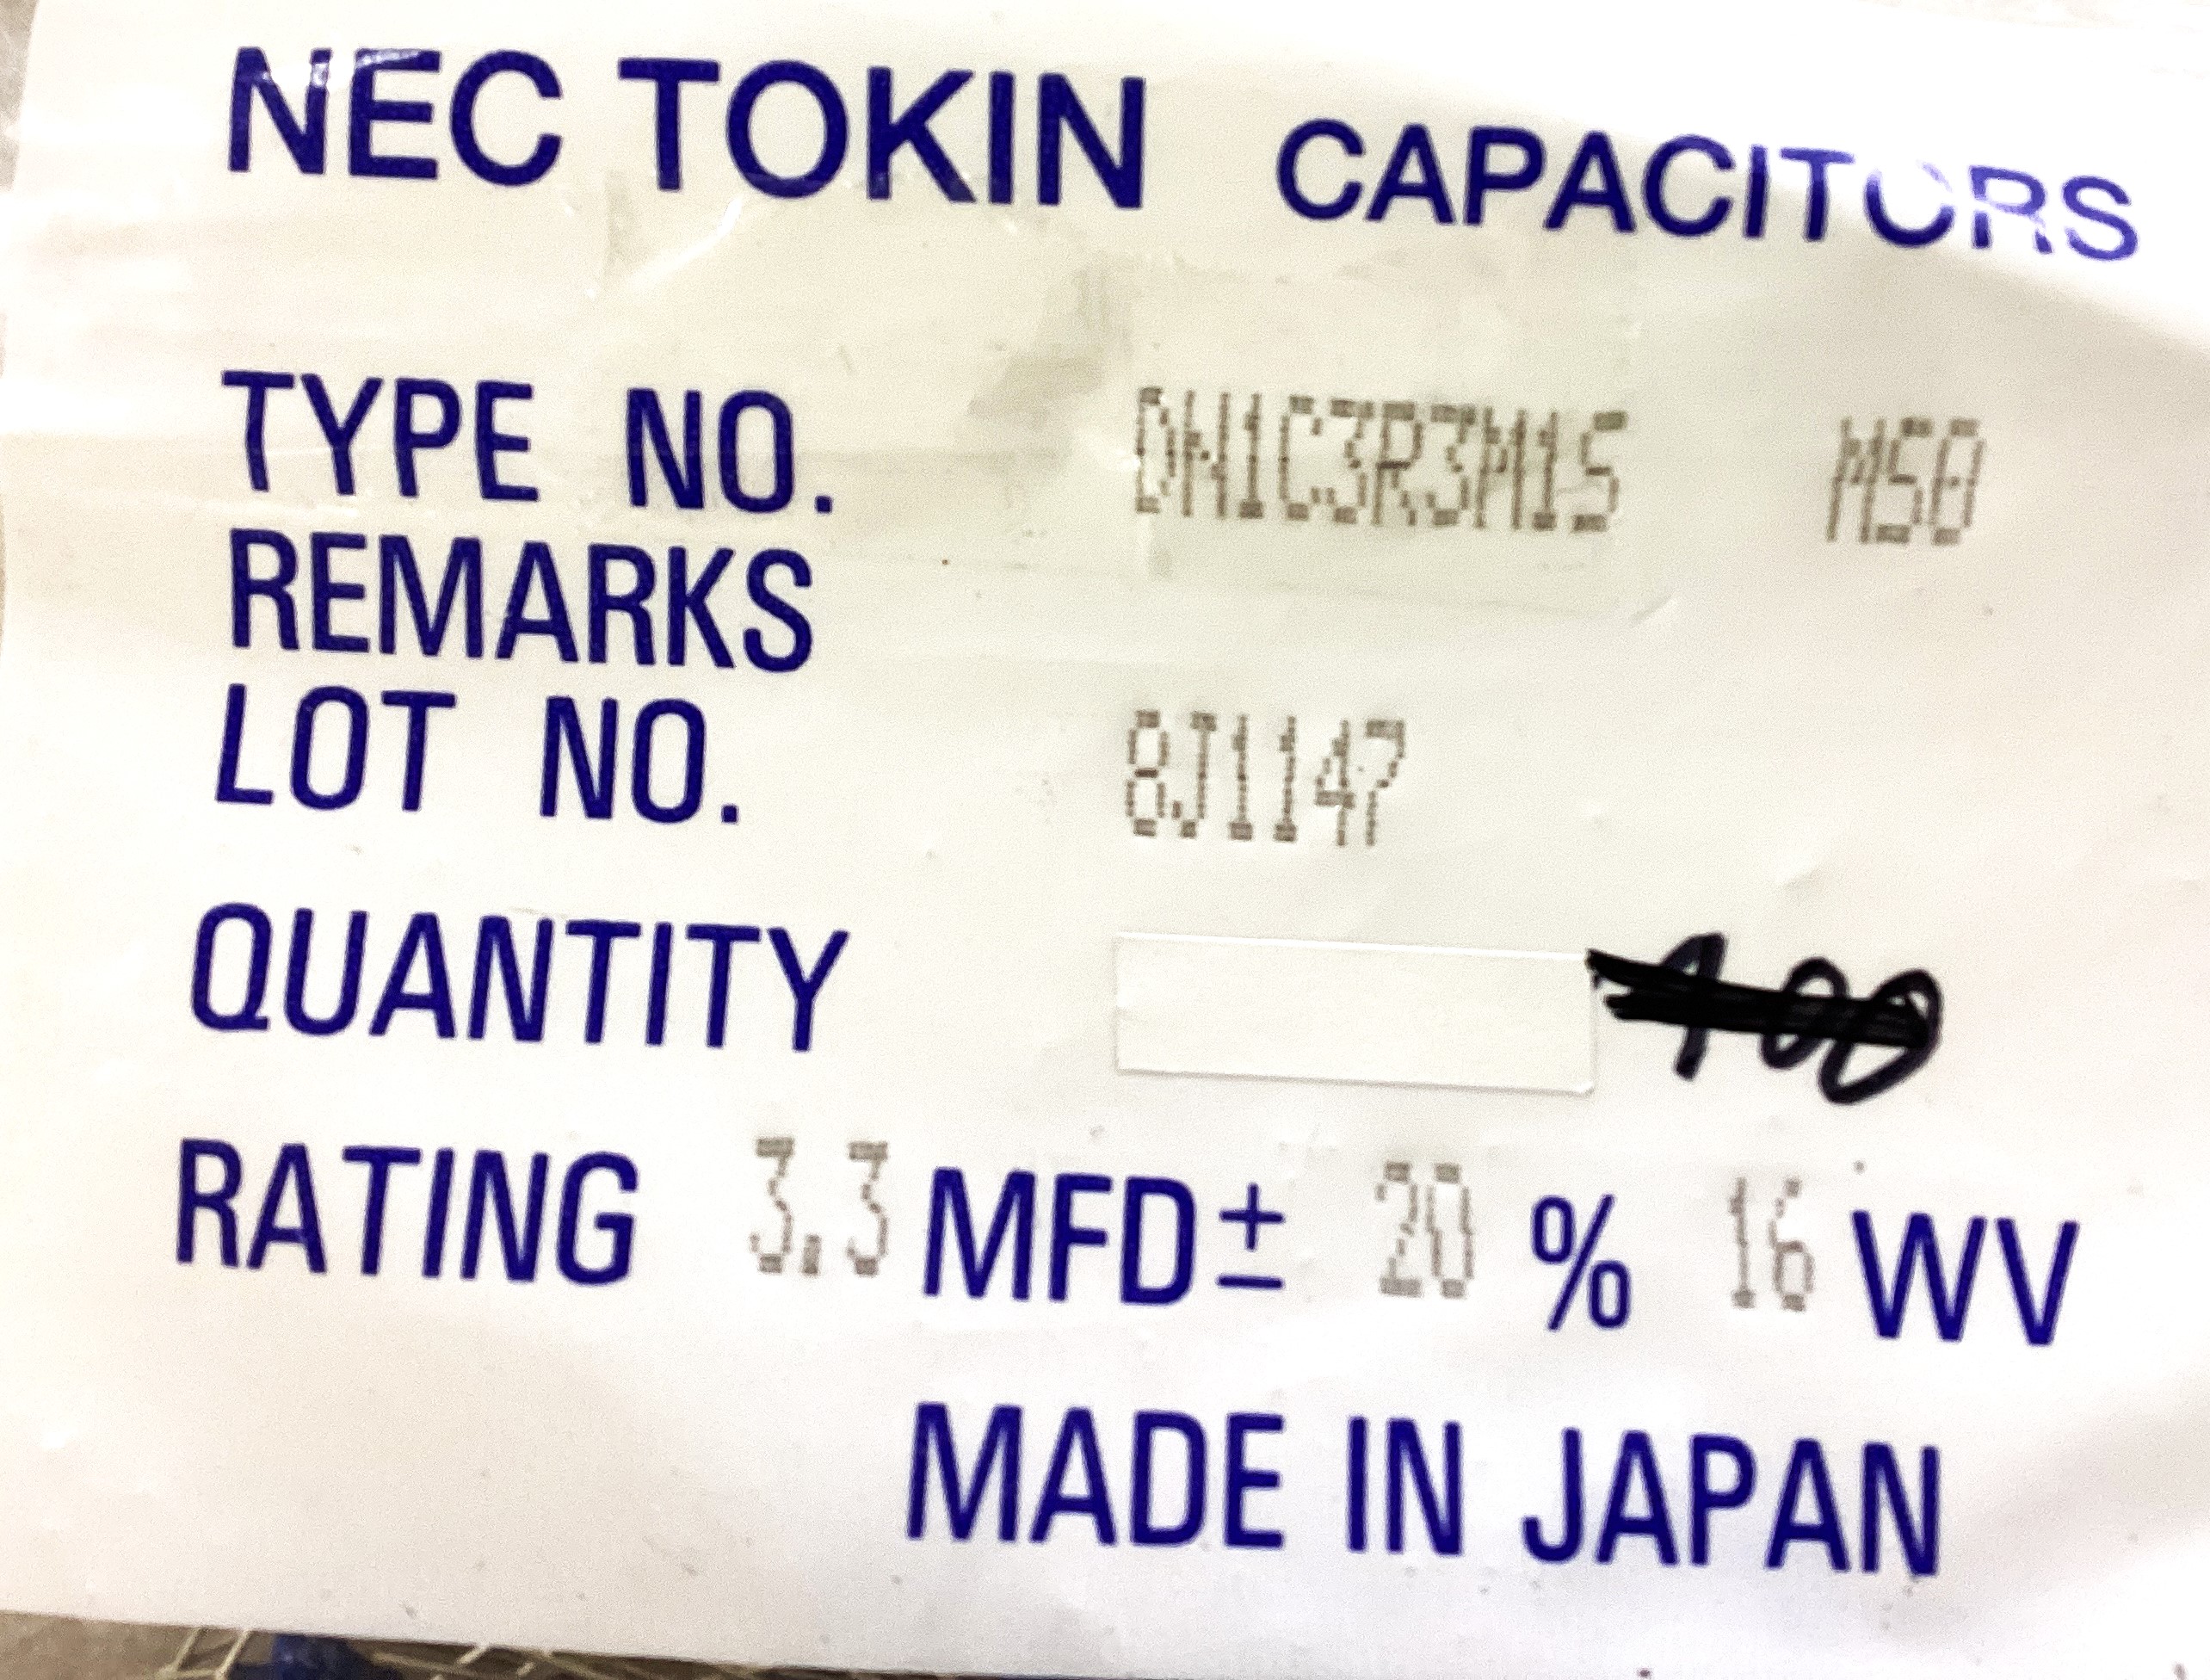 NEC TOKIN CAPACITORS
TYPE NO. DN1C3R3M1S M50
REMARKS
LOT NO. 8J1147
QUANTITY
RATING 3.3 MFD± 20 % 16 WV
MADE IN JAPAN